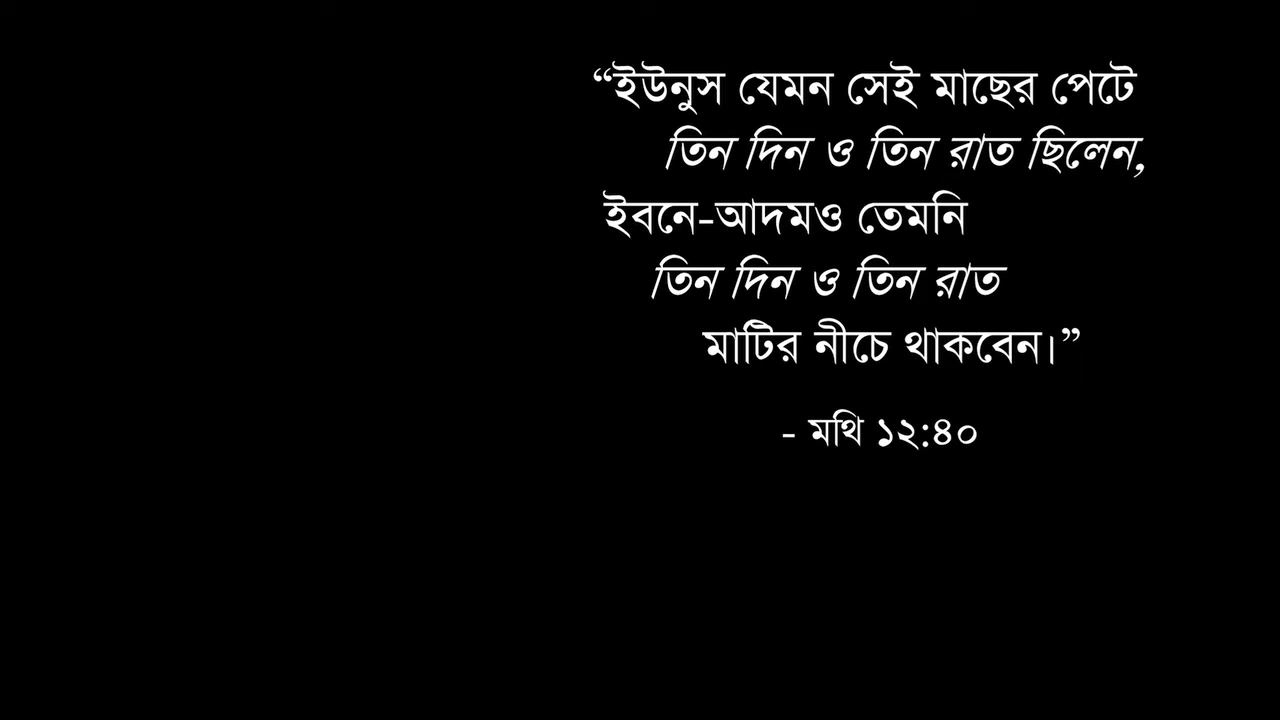 “ইউনুস যেমন সেই মাছের পেটে
তিন দিন ও তিন রাত ছিলেন,
ইবনে-আদমও তেমনি
তিন দিন ও তিন রাত
মাটির নীচে থাকবেন।”
- মথি ১২:৪০